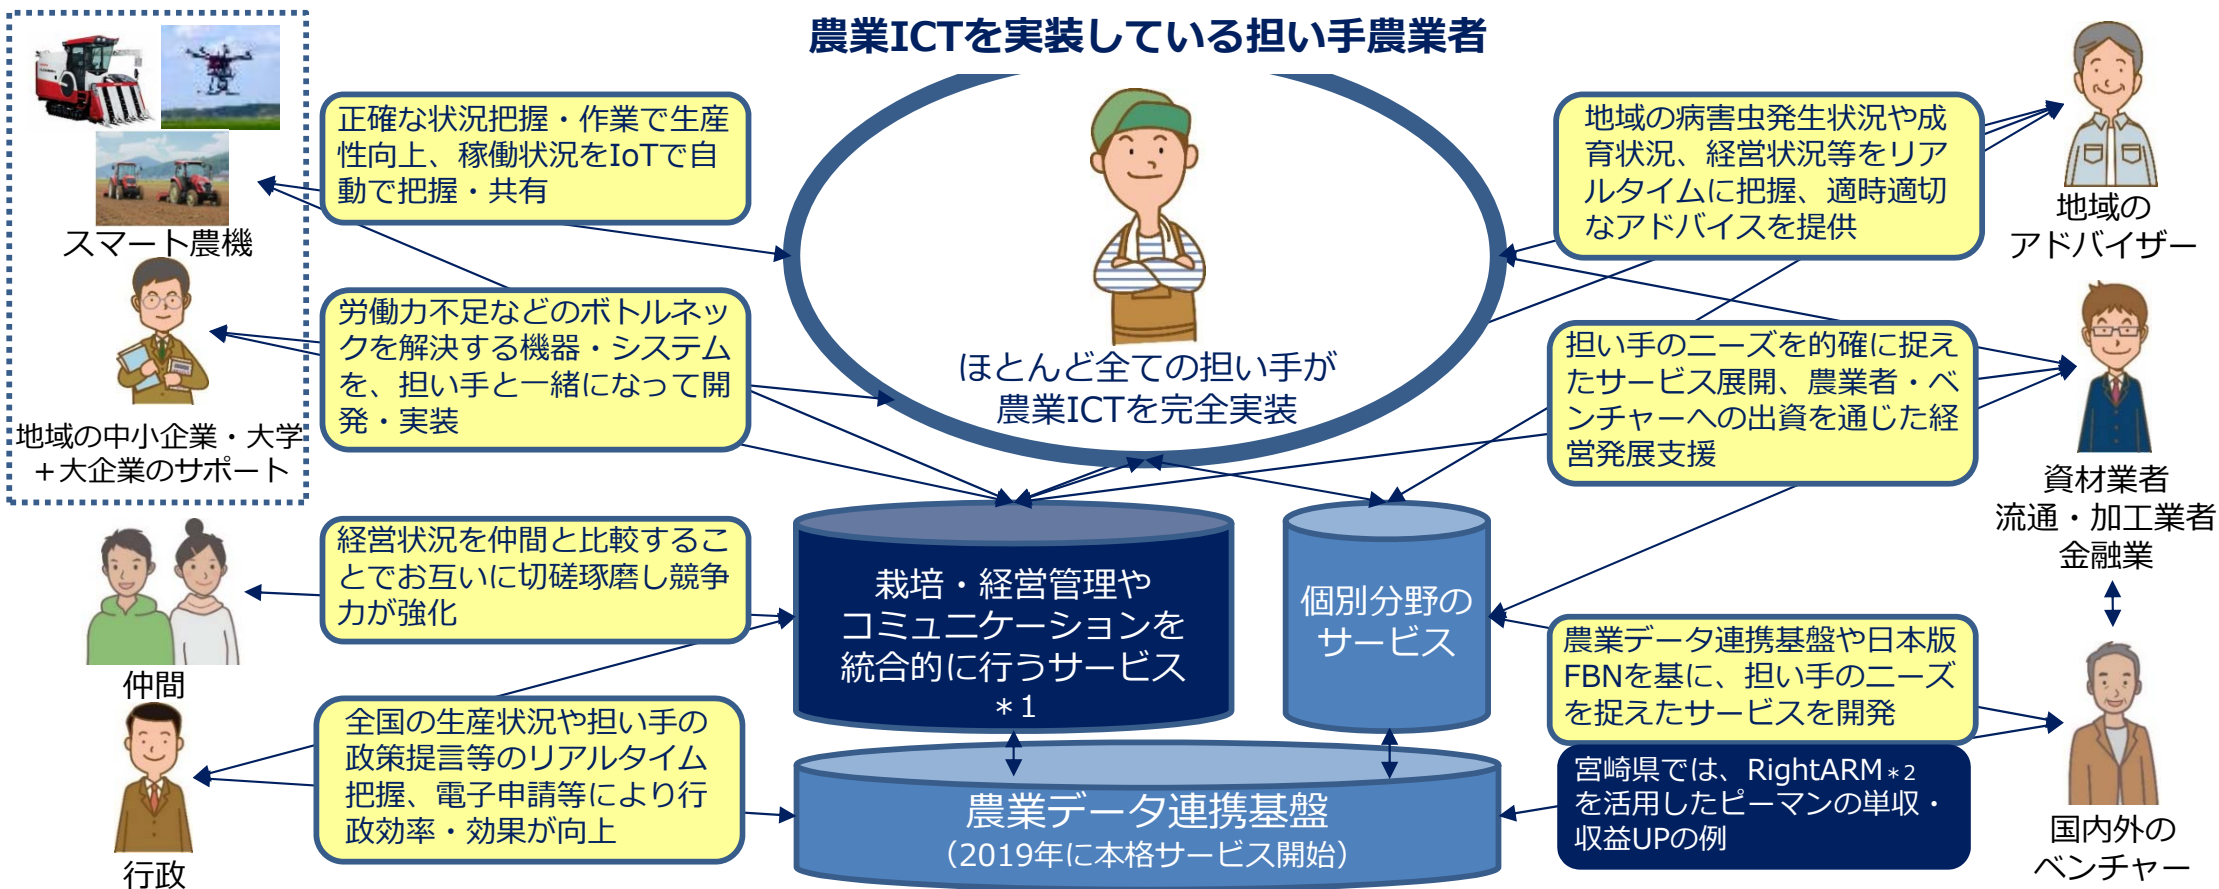 農業ICTを実装している担い手農業者
正確な状況把握・作業で生産
性向上、稼働状況をIoTで自
動で把握・共有
スマート農機
労働力不足などのボトルネッ
クを解決する機器・システム
を、担い手と一緒になって開
発・実装
地域の中小企業・大学
+大企業のサポート
ほとんど全ての担い手が
農業ICTを完全実装
地域の病害虫発生状況や成
育状況、経営状況等をリア
ルタイムに把握、適時適切
なアドバイスを提供
地域の
アドバイザー
担い手のニーズを的確に捉え
たサービス展開、農業者・ベ
ンチャーへの出資を通じた経
営発展支援
資材業者
流通・加工業者
金融業
経営状況を仲間と比較するこ
とでお互いに切磋琢磨し競争
力が強化
仲間
栽培・経営管理や
コミュニケーションを
統合的に行うサービス
＊1
個別分野の
サービス
農業データ連携基盤や日本版
FBNを基に、担い手のニーズ
を捉えたサービスを開発
全国の生産状況や担い手の
政策提言等のリアルタイム
把握、電子申請等により行
政効率・効果が向上
行政
農業データ連携基盤
（2019年に本格サービス開始）
宮崎県では、RightARM＊2
を活用したピーマンの単収・
収益UPの例
国内外の
ベンチャー